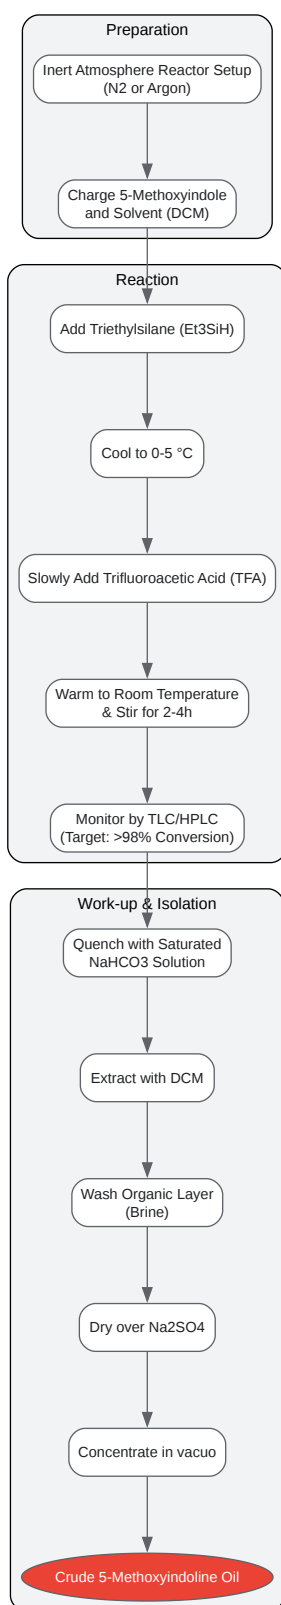 Preparation
Inert Atmosphere Reactor Setup
(N2 or Argon)
Charge 5-Methoxyindole
and Solvent (DCM)
Reaction
Add Triethylsilane (Et3SiH)
Cool to 0-5 °C
Slowly Add Trifluoroacetic Acid (TFA)
Warm to Room Temperature
& Stir for 2-4h
Monitor by TLC/HPLC
(Target: >98% Conversion)
Work-up & Isolation
Quench with Saturated
NaHCO3 Solution
Extract with DCM
Wash Organic Layer
(Brine)
Dry over Na2SO4
Concentrate in vacuo
Crude 5-Methoxyindoline Oil